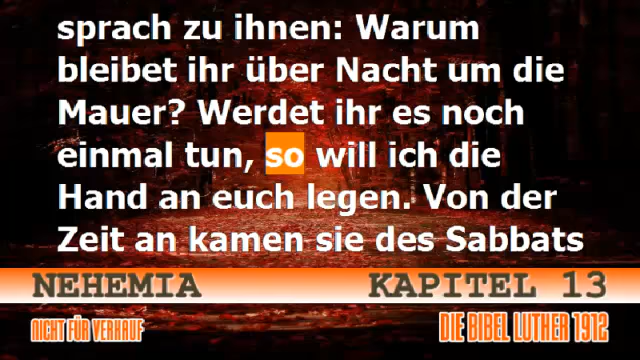 sprach zu ihnen: Warum
bleibet ihr über Nacht um die
Mauer? Werdet ihr es noch
einmal tun, so will ich die
Hand an euch legen. Von der
Zeit an kamen sie des Sabbats
NEHEMIA KAPITEL 13
NICHT FÜR VERKAUF DIE BIBEL LUTHER 1912